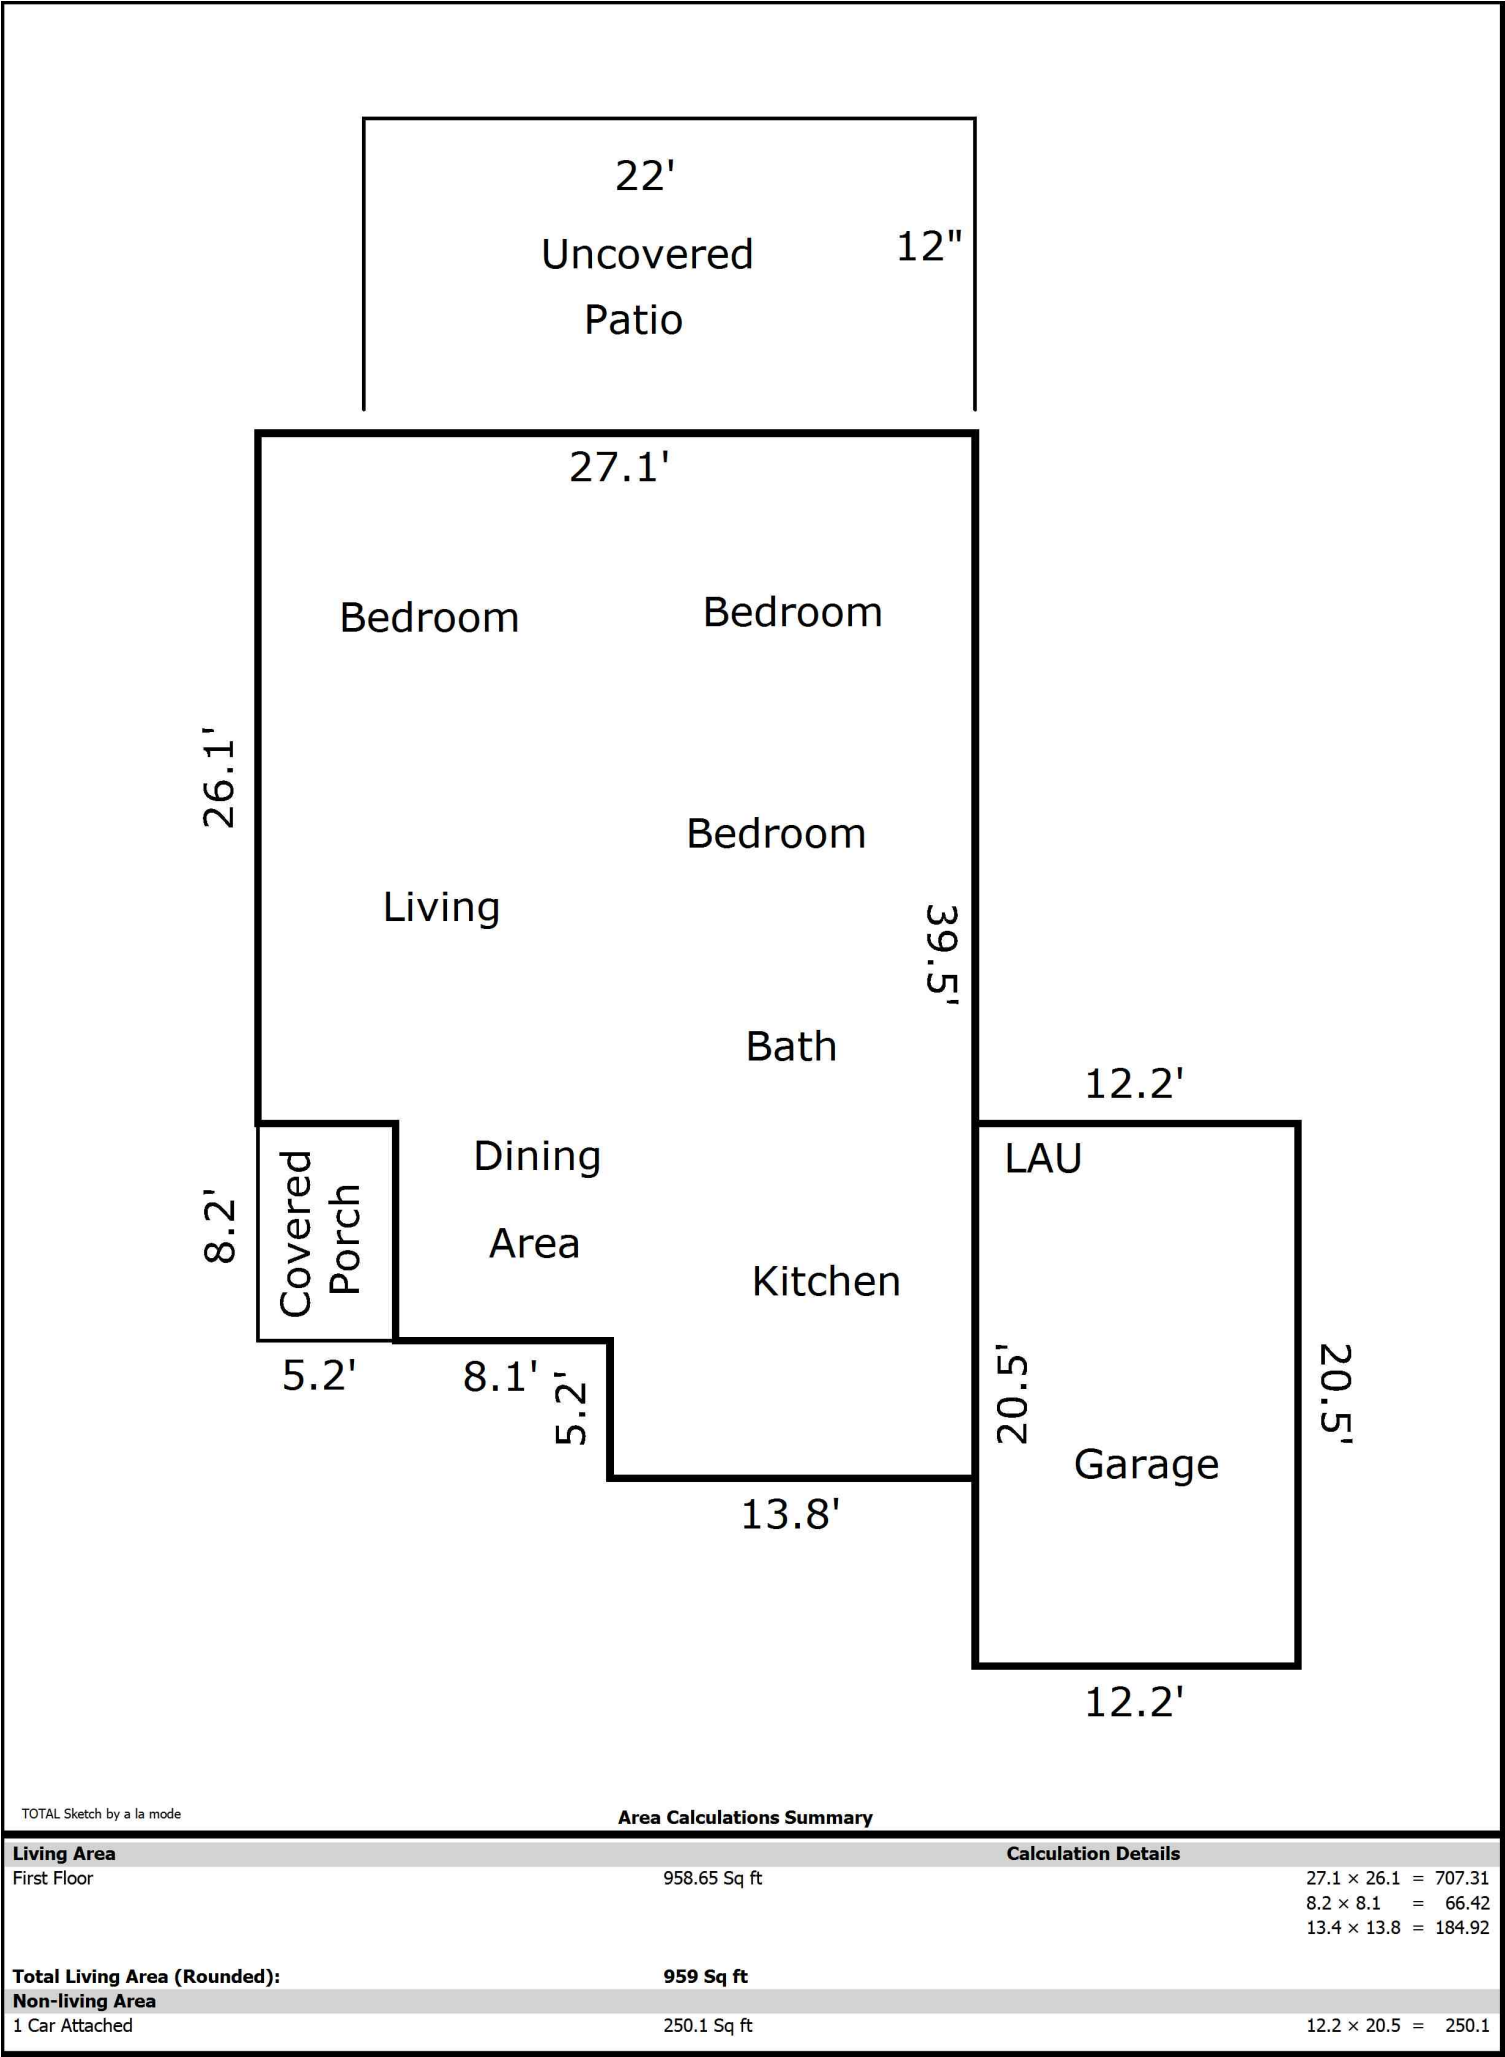 22'
12"
Uncovered
Patio
27.1'
Bedroom
Bedroom
26.1'
Bedroom
Living
39.5'
Bath
12.2'
Dining
Area
LAU
8.2'
Covered
Porch
Kitchen
5.2'
8.1'
5.2'
20.5'
20.5'
Garage
13.8'
12.2'
TOTAL Sketch by a la mode
Area Calculations Summary
Living Area Calculation Details
First Floor 958.65 Sq ft 27.1 × 26.1 = 707.31
8.2 × 8.1 = 66.42
13.4 × 13.8 = 184.92
Total Living Area (Rounded): 959 Sq ft
Non-living Area
1 Car Attached 250.1 Sq ft 12.2 × 20.5 = 250.1